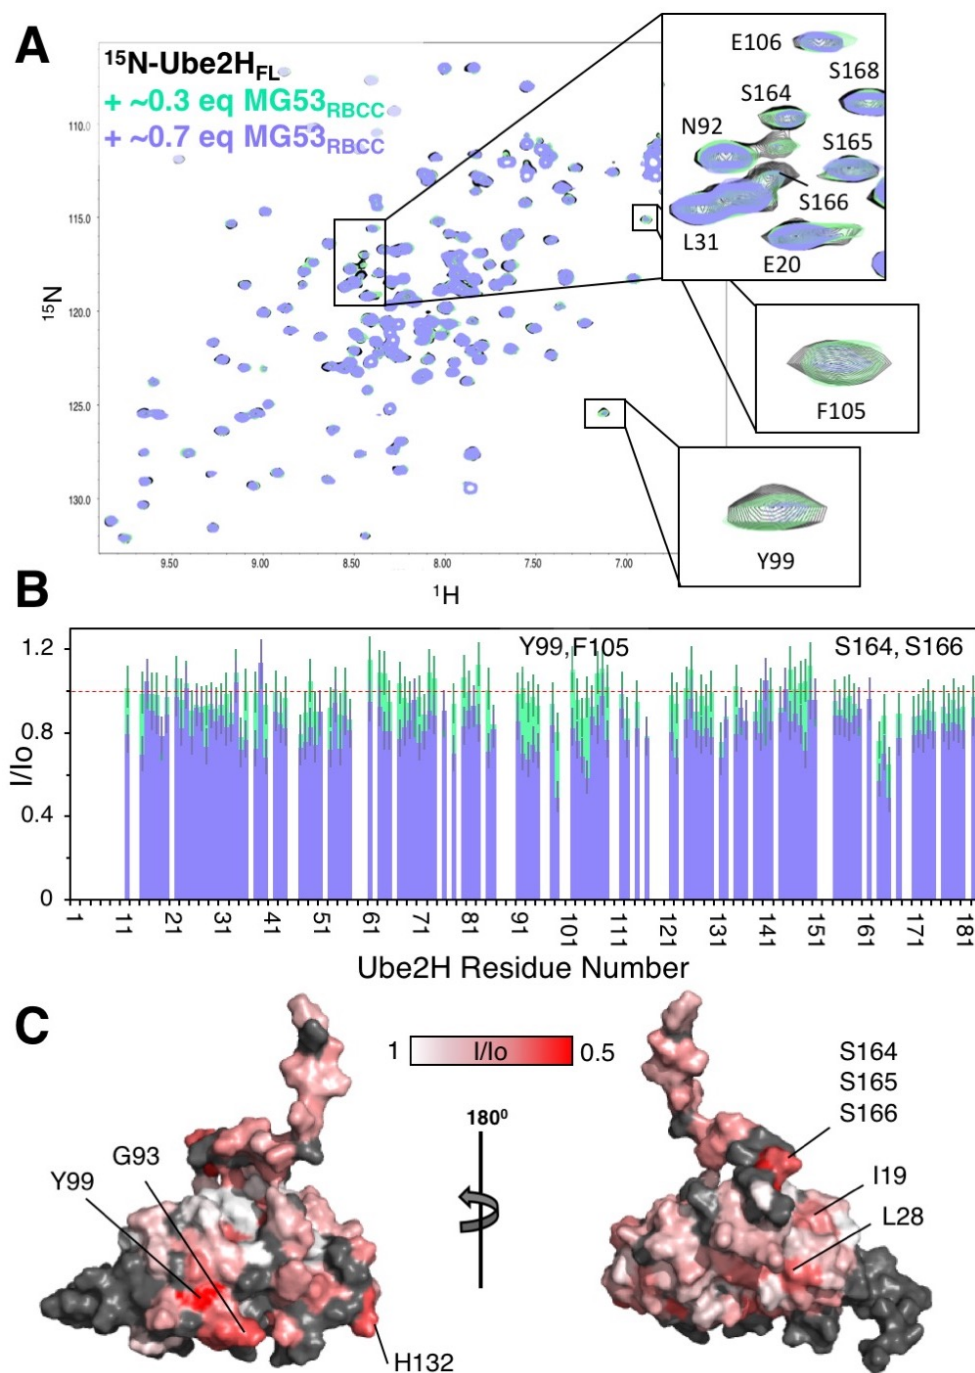 A
15N-Ube2HFL
+ ~0.3 eq MG53RBCC
+ ~0.7 eq MG53RBCC
110.0
115.0
120.0
125.0
130.0
15N
9.50
9.00
8.50
8.00
7.50
7.00
1H
E106
S168
S164
N92
S165
S166
L31
E20
F105
Y99
B
Y99, F105
S164, S166
1.2
0.8
0.4
0
I/Io
1
11
21
31
41
51
61
71
81
91
101
111
121
131
141
151
161
171
181
Ube2H Residue Number
C
1
I/Io
0.5
180⁰
G93
Y99
H132
S164
S165
S166
I19
L28